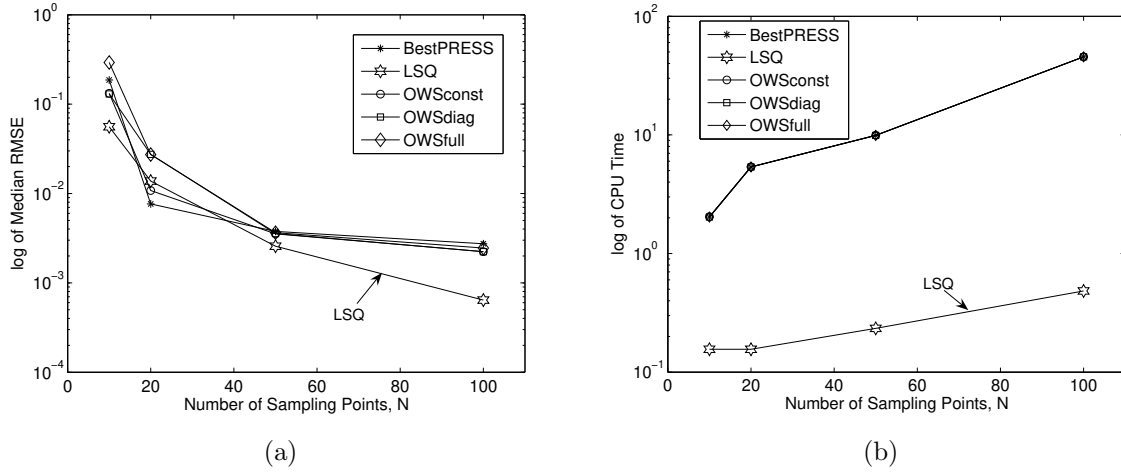 log of Median RMSE
10^0
10^{-1}
10^{-2}
10^{-3}
10^{-4}
0 20 40 60 80 100
Number of Sampling Points, N
BestPRESS
LSQ
OWSconst
OWSdiag
OWSfull
LSQ
(a)
log of CPU Time
10^2
10^1
10^0
10^{-1}
0 20 40 60 80 100
Number of Sampling Points, N
BestPRESS
LSQ
OWSconst
OWSdiag
OWSfull
LSQ
(b)